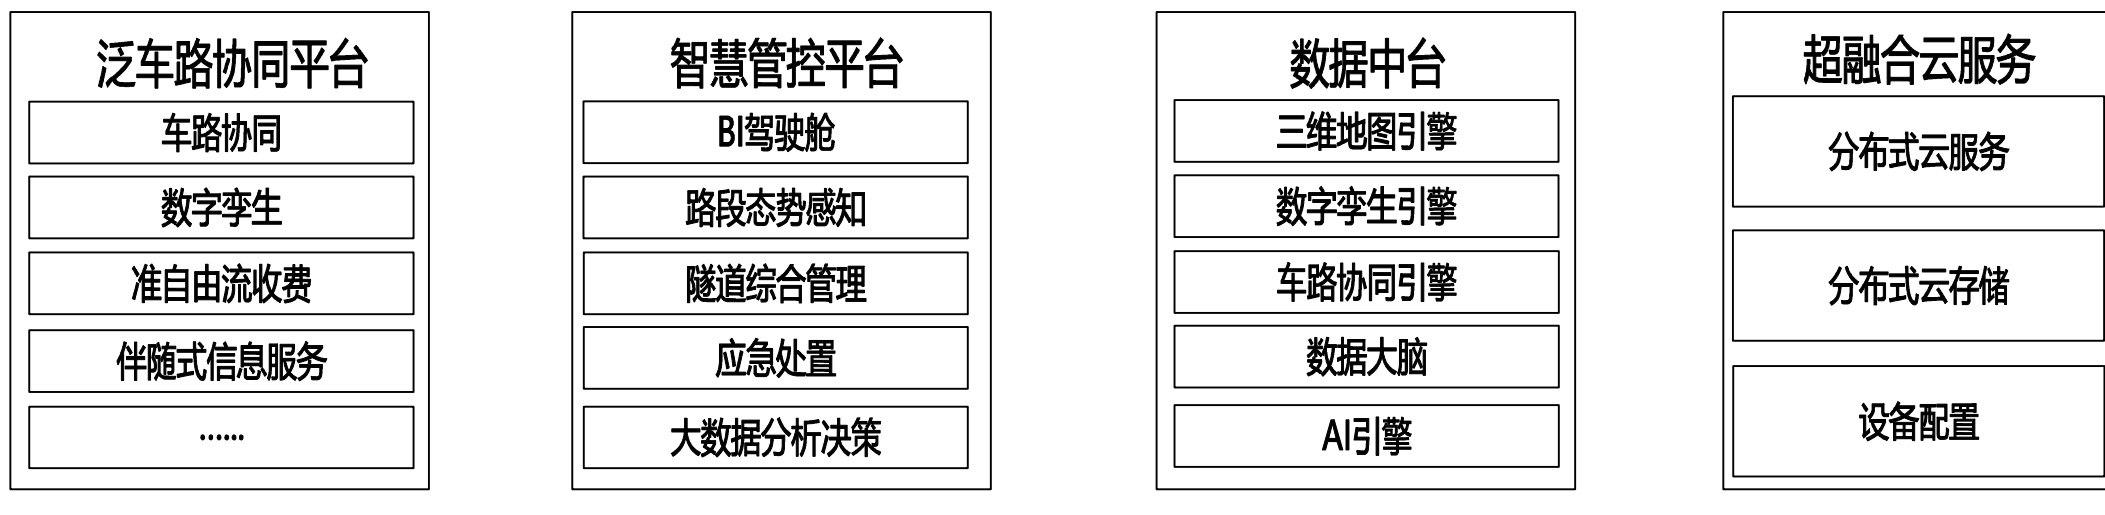 泛车路协同平台
车路协同
数字孪生
准自由流收费
伴随式信息服务
……
智慧管控平台
BI驾驶舱
路段态势感知
隧道综合管理
应急处置
大数据分析决策
数据中台
三维地图引擎
数字孪生引擎
车路协同引擎
数据大脑
AI引擎
超融合云服务
分布式云服务
分布式云存储
设备配置